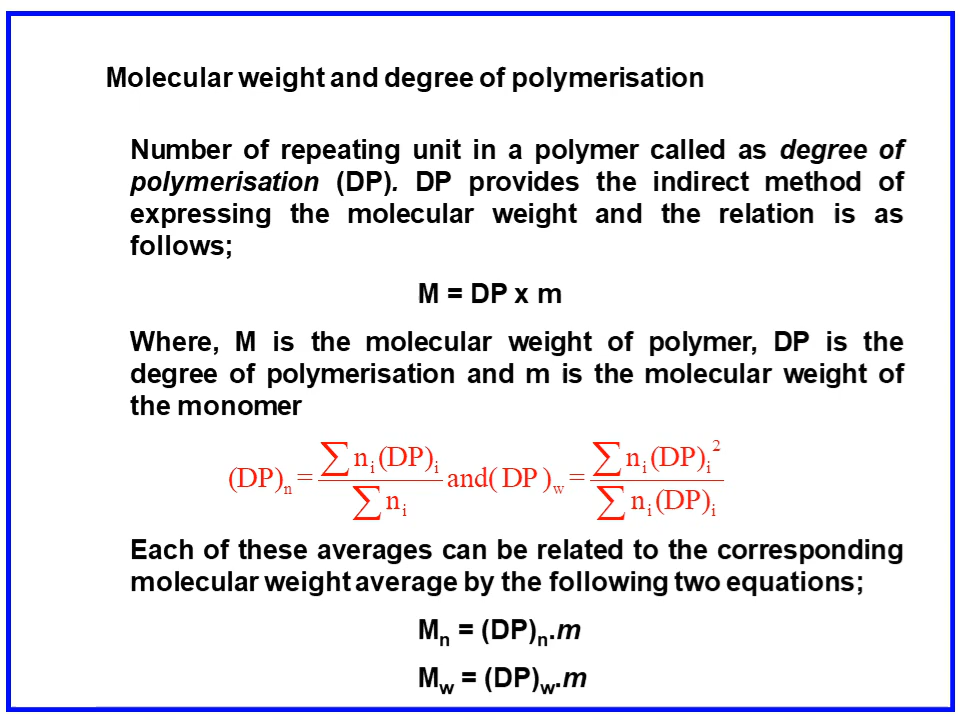 Molecular weight and degree of polymerisation
Number of repeating unit in a polymer called as degree of
polymerisation (DP). DP provides the indirect method of
expressing the molecular weight and the relation is as
follows;
M = DP x m
Where, M is the molecular weight of polymer, DP is the
degree of polymerisation and m is the molecular weight of
the monomer
(DP)ₙ = ∑ nᵢ(DP)ᵢ / ∑ nᵢ and( DP )w = ∑ nᵢ(DP)ᵢ² / ∑ nᵢ(DP)ᵢ
Each of these averages can be related to the corresponding
molecular weight average by the following two equations;
Mₙ = (DP)ₙ.m
Mw = (DP)w.m